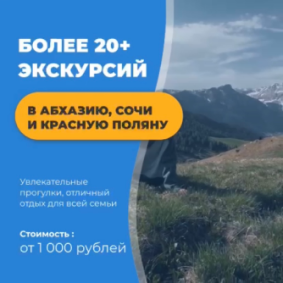 БОЛЕЕ 20+
ЭКСКУРСИЙ
В АБХАЗИЮ, СОЧИ
И КРАСНУЮ ПОЛЯНУ
Увлекательные
прогулки, отличный
отдых для всей семьи
Стоимость :
от 1 000 рублей